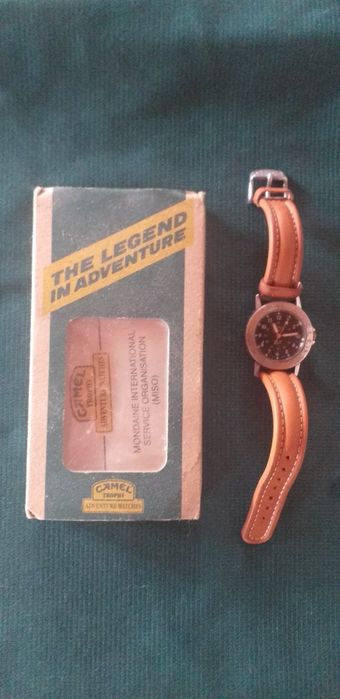 THE LEGEND
IN ADVENTURE
CAMEL
TROPHY
ADVENTURE WATCHES
MONDAINE INTERNATIONAL
SERVICE ORGANISATION
(MISO)
CAMEL
TROPHY
ADVENTURE WATCHES